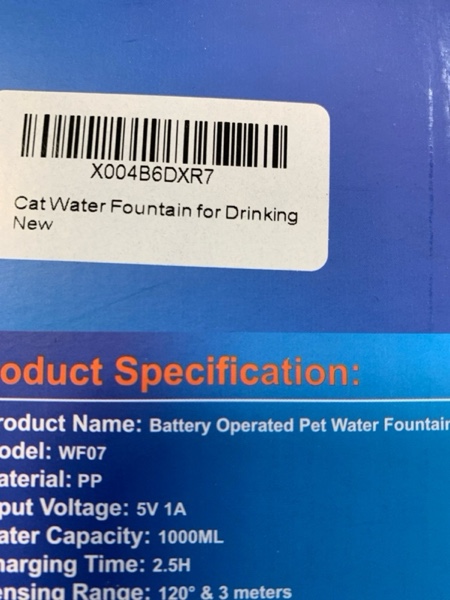 X004B6DXR7
Cat Water Fountain for Drinking
New
oduct Specification:
roduct Name: Battery Operated Pet Water Fountain
odel: WF07
aterial: PP
put Voltage: 5V 1A
ater Capacity: 1000ML
harging Time: 2.5H
ensing Range: 120° & 3 meters